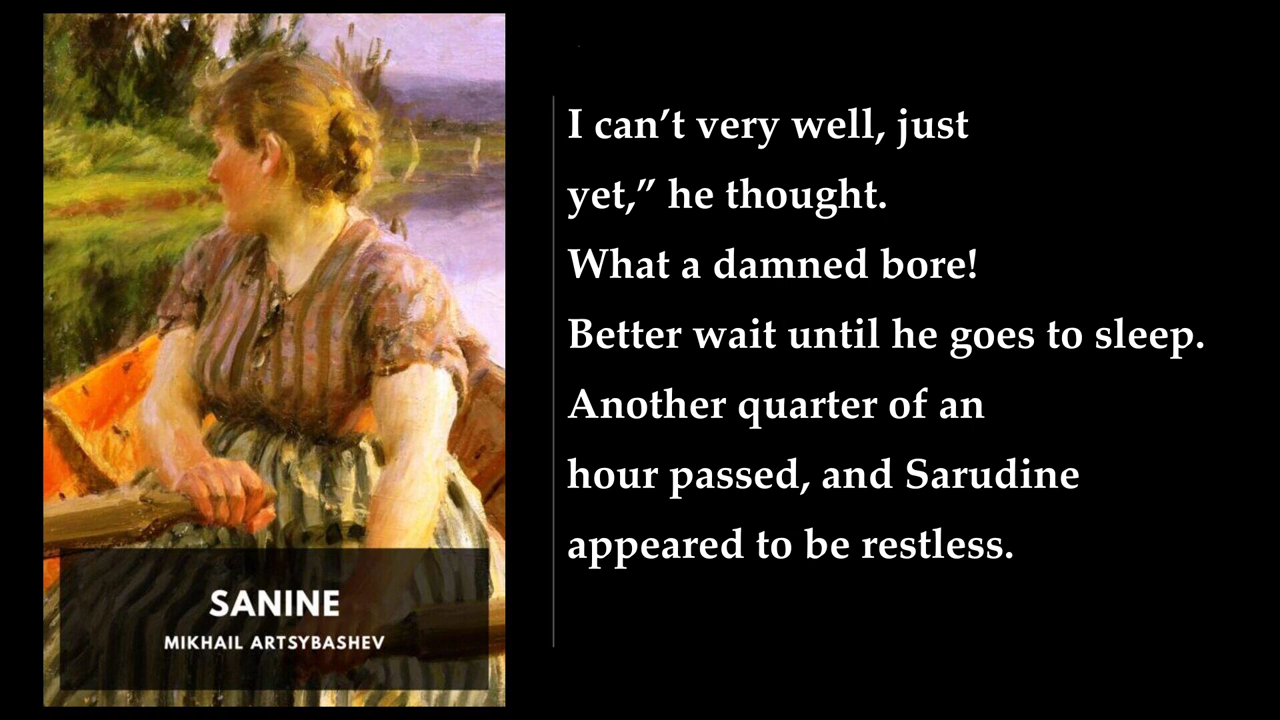 SANINE
MIKHAIL ARTSYBASHEV
I can’t very well, just
yet,” he thought.
What a damned bore!
Better wait until he goes to sleep.
Another quarter of an
hour passed, and Sarudine
appeared to be restless.